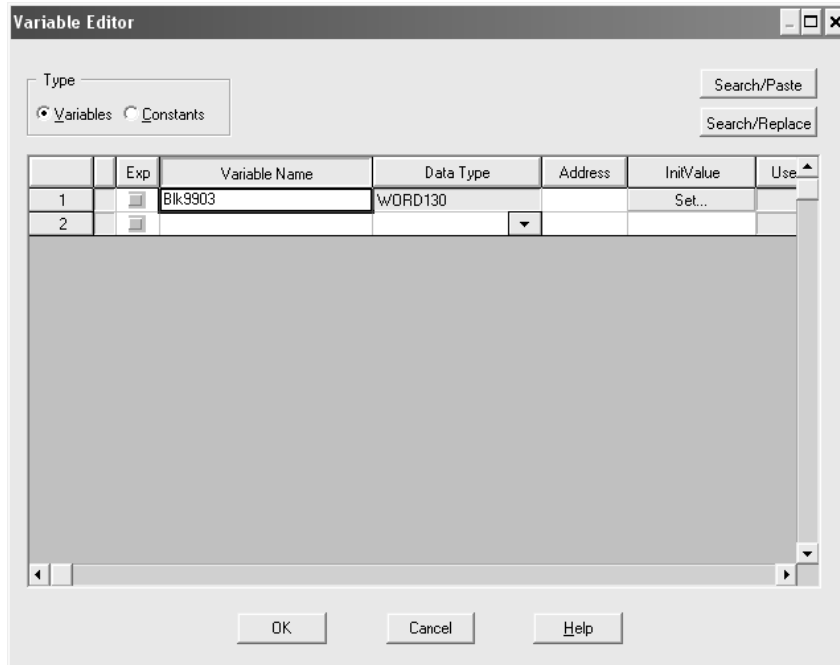 Variable Editor
Type
Variables Constants
Search/Paste
Search/Replace
Exp Variable Name Data Type Address InitValue Use
1 Blk9903 WORD130 Set...
2
OK Cancel Help